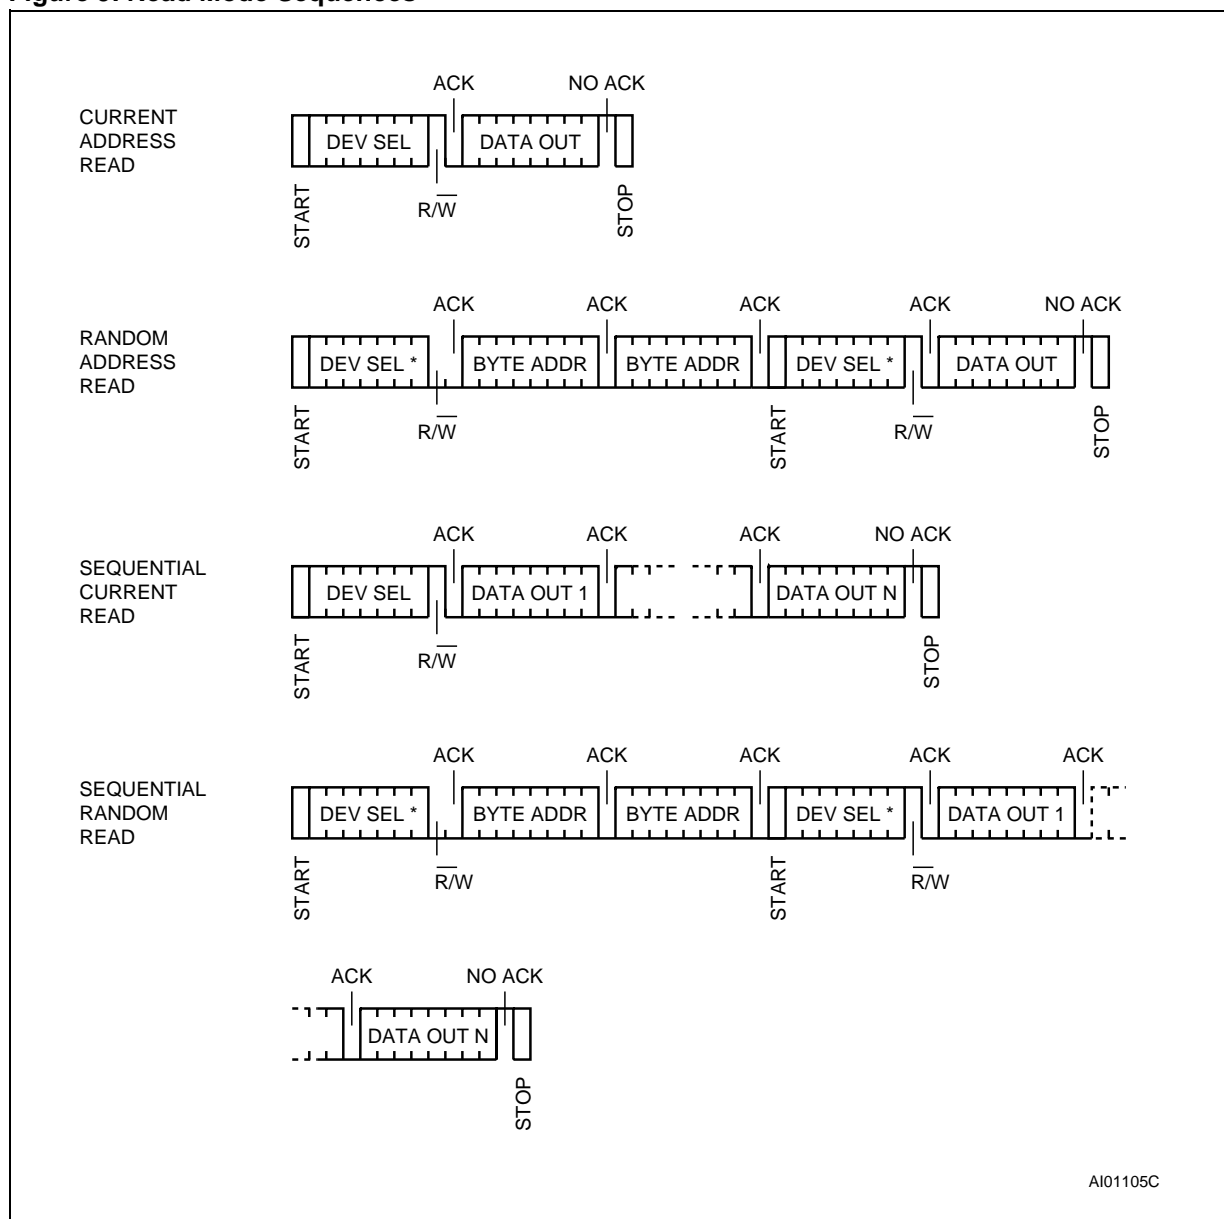 Figure 9. Read Mode Sequences
ACK NO ACK
CURRENT
ADDRESS
READ
DEV SEL DATA OUT
START
R/W̅
STOP
ACK ACK ACK ACK NO ACK
RANDOM
ADDRESS
READ
DEV SEL * BYTE ADDR BYTE ADDR DEV SEL * DATA OUT
START
R/W̅
START
R/W̅
STOP
ACK ACK ACK NO ACK
SEQUENTIAL
CURRENT
READ
DEV SEL DATA OUT 1 DATA OUT N
START
R/W̅
STOP
ACK ACK ACK ACK ACK
SEQUENTIAL
RANDOM
READ
DEV SEL * BYTE ADDR BYTE ADDR DEV SEL * DATA OUT 1
START
R̅/W
START
R̅/W
ACK NO ACK
DATA OUT N
STOP
AI01105C